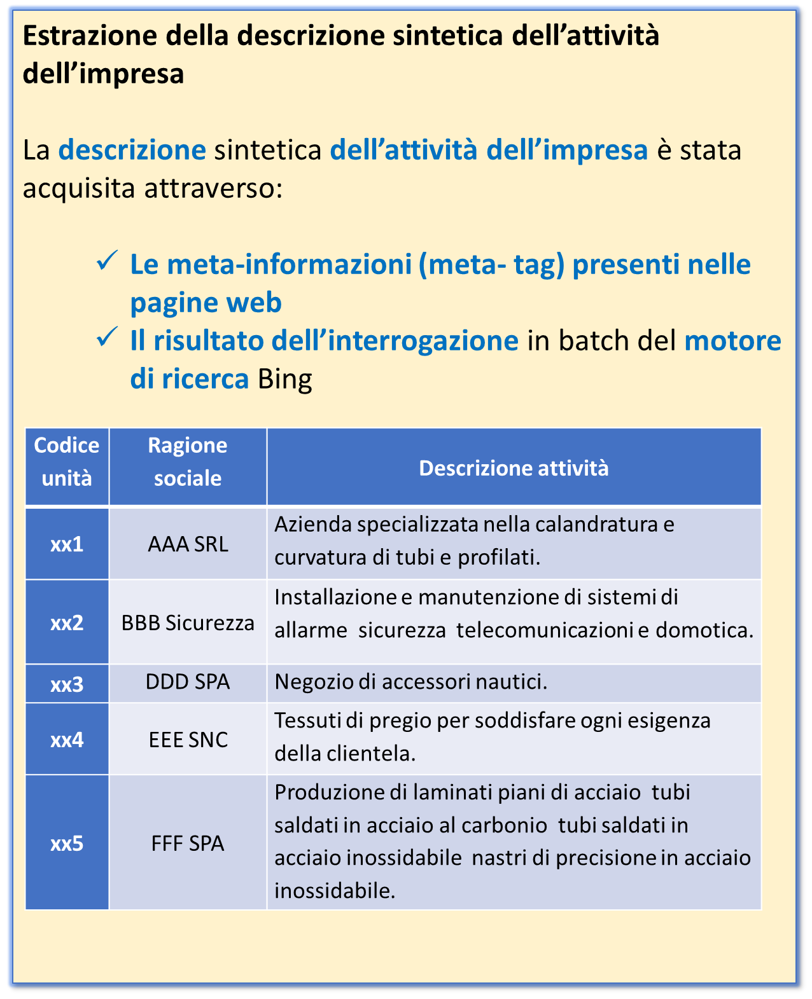 Estrazione della descrizione sintetica dell’attività
dell’impresa
La descrizione sintetica dell’attività dell’impresa è stata
acquisita attraverso:
✓ Le meta-informazioni (meta- tag) presenti nelle
pagine web
✓ Il risultato dell’interrogazione in batch del motore
di ricerca Bing
Codice
unità
Ragione
sociale
Descrizione attività
xx1
AAA SRL
Azienda specializzata nella calandratura e
curvatura di tubi e profilati.
xx2
BBB Sicurezza
Installazione e manutenzione di sistemi di
allarme  sicurezza  telecomunicazioni e domotica.
xx3
DDD SPA
Negozio di accessori nautici.
xx4
EEE SNC
Tessuti di pregio per soddisfare ogni esigenza
della clientela.
xx5
FFF SPA
Produzione di laminati piani di acciaio  tubi
saldati in acciaio al carbonio  tubi saldati in
acciaio inossidabile  nastri di precisione in acciaio
inossidabile.